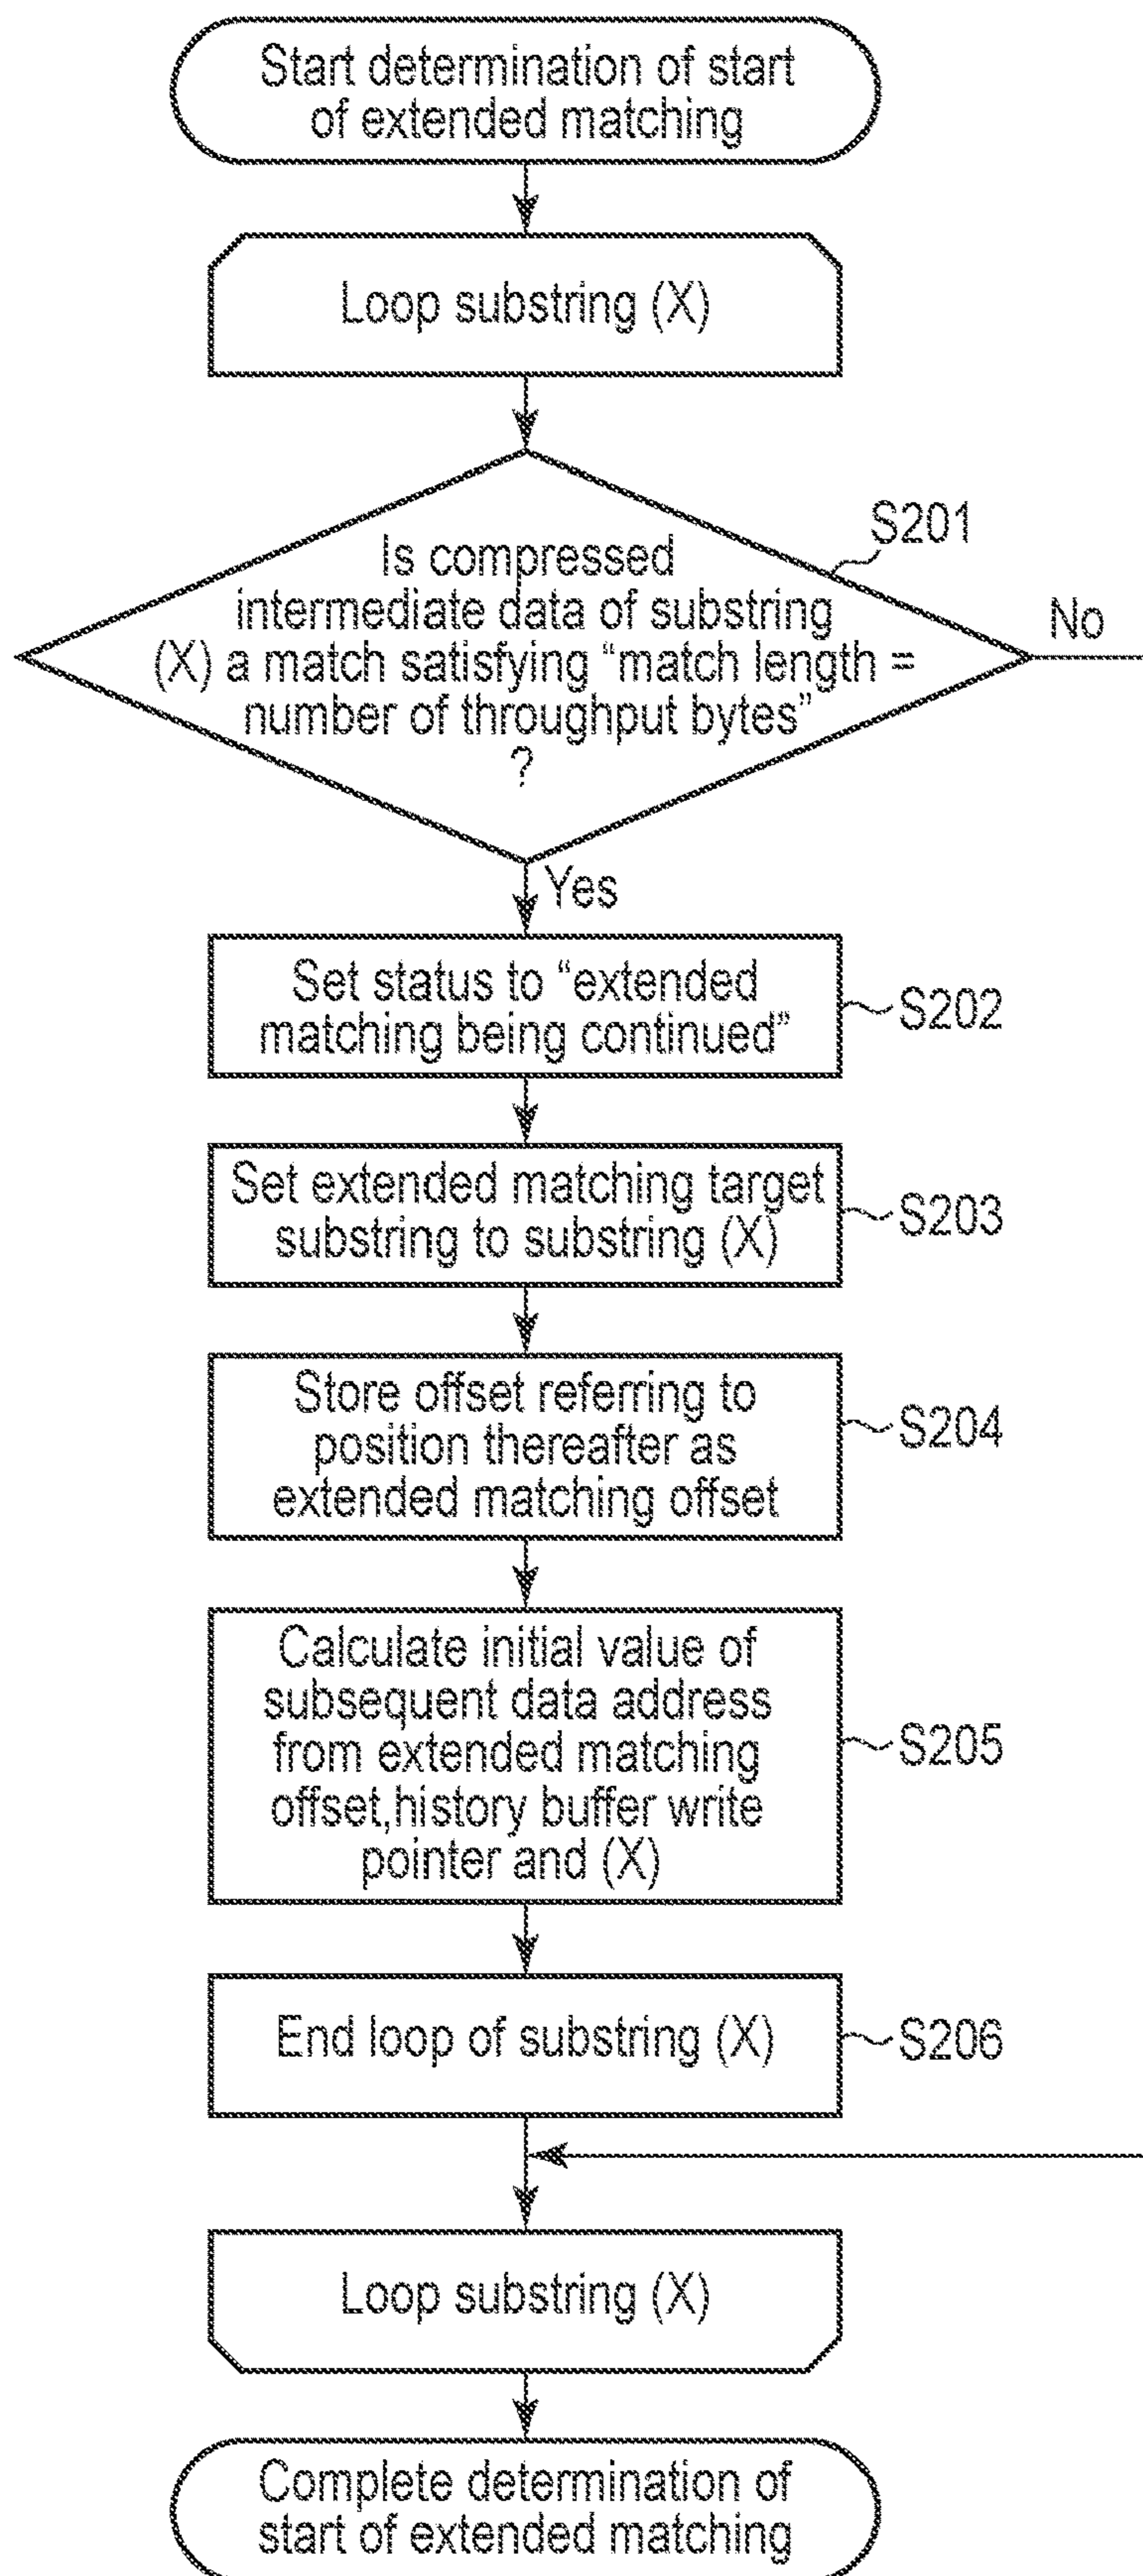 Start determination of start
of extended matching
Loop substring (X)
S201
Is compressed
intermediate data of substring
(X) a match satisfying “match length =
number of throughput bytes”
?
No
Yes
Set status to “extended
matching being continued”
S202
Set extended matching target
substring to substring (X)
S203
Store offset referring to
position thereafter as
extended matching offset
S204
Calculate initial value of
subsequent data address
from extended matching
offset,history buffer write
pointer and (X)
S205
End loop of substring (X)
S206
Loop substring (X)
Complete determination of
start of extended matching